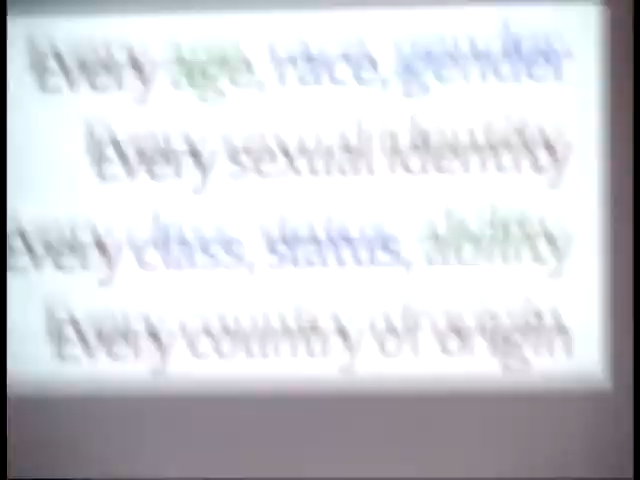 Every age, race, gender
Every sexual identity
Every class, status, ability
Every country of origin